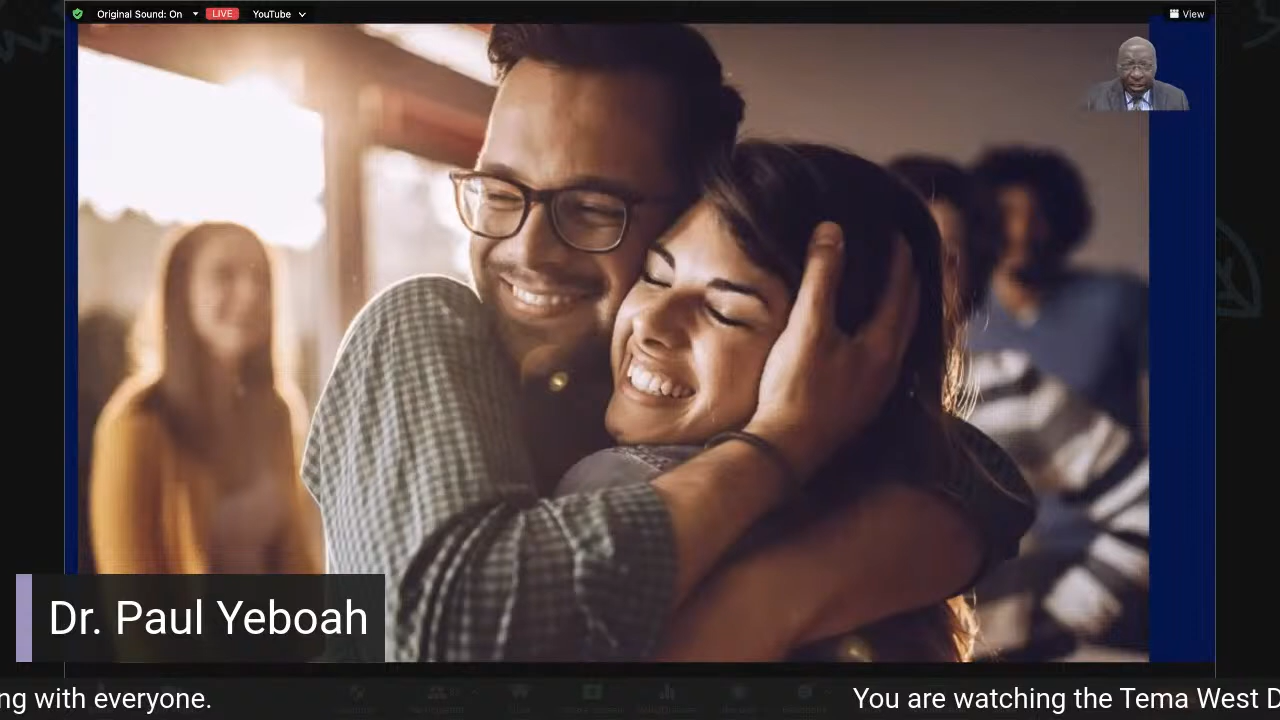 Original Sound: On
LIVE
YouTube
View
Dr. Paul Yeboah
ng with everyone.
You are watching the Tema West D